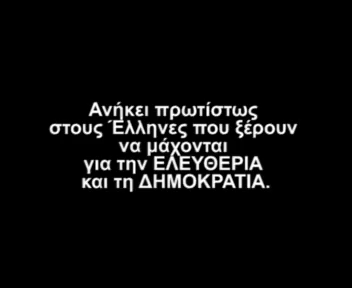 Ανήκει πρωτίστως
στους Έλληνες που ξέρουν
να μάχονται
για την ΕΛΕΥΘΕΡΙΑ
και τη ΔΗΜΟΚΡΑΤΙΑ.